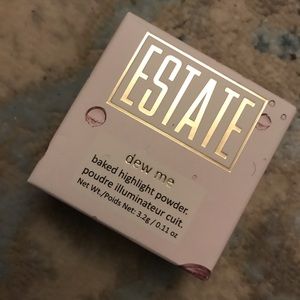 ESTATE
dew me
baked highlight powder.
poudre illuminateur cuit.
Net Wt./Poids Net: 3.2g / 0.11 oz